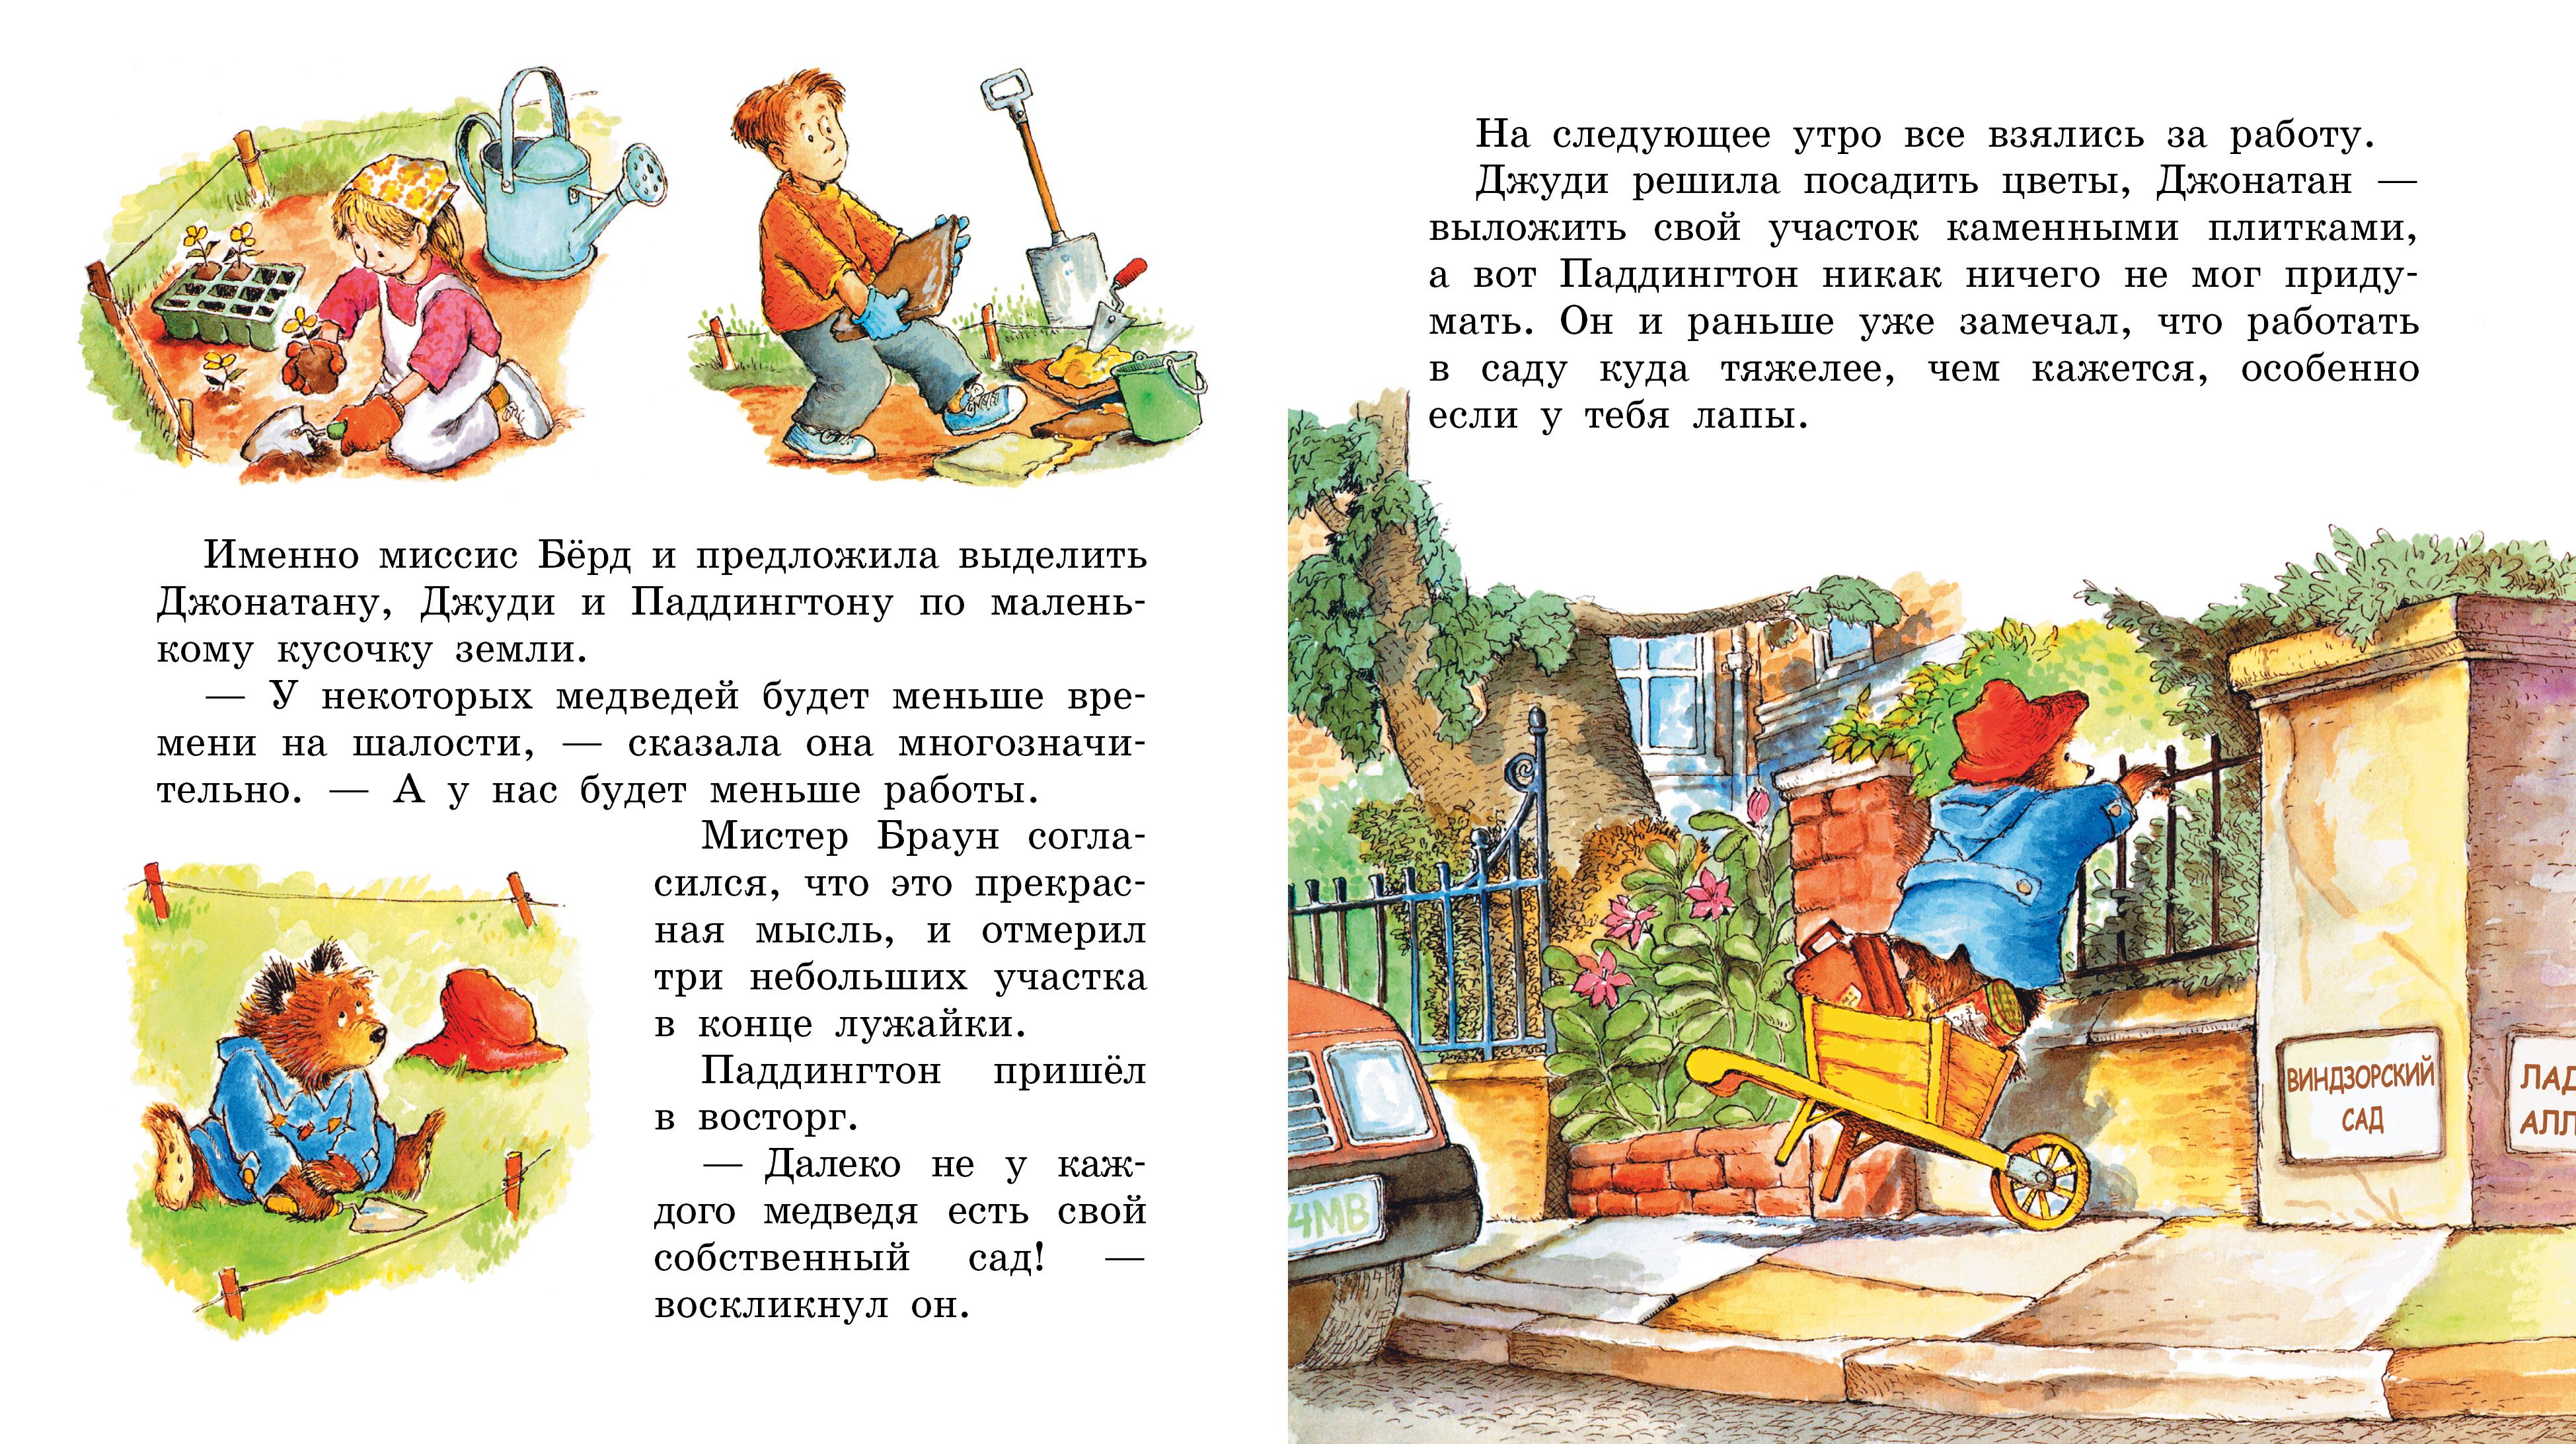 Именно миссис Бёрд и предложила выделить
Джонатану, Джуди и Паддингтону по малень-
кому кусочку земли.
— У некоторых медведей будет меньше вре-
мени на шалости, — сказала она многозначи-
тельно. — А у нас будет меньше работы.
Мистер Браун согла-
сился, что это прекрас-
ная мысль, и отмерил
три небольших участка
в конце лужайки.
Паддингтон пришёл
в восторг.
— Далеко не у каж-
дого медведя есть свой
собственный сад! —
воскликнул он.
На следующее утро все взялись за работу.
Джуди решила посадить цветы, Джонатан —
выложить свой участок каменными плитками,
а вот Паддингтон никак ничего не мог приду-
мать. Он и раньше уже замечал, что работать
в саду куда тяжелее, чем кажется, особенно
если у тебя лапы.
ВИНДЗОРСКИЙ
САД
ЛАД
АЛЛ
4МВ